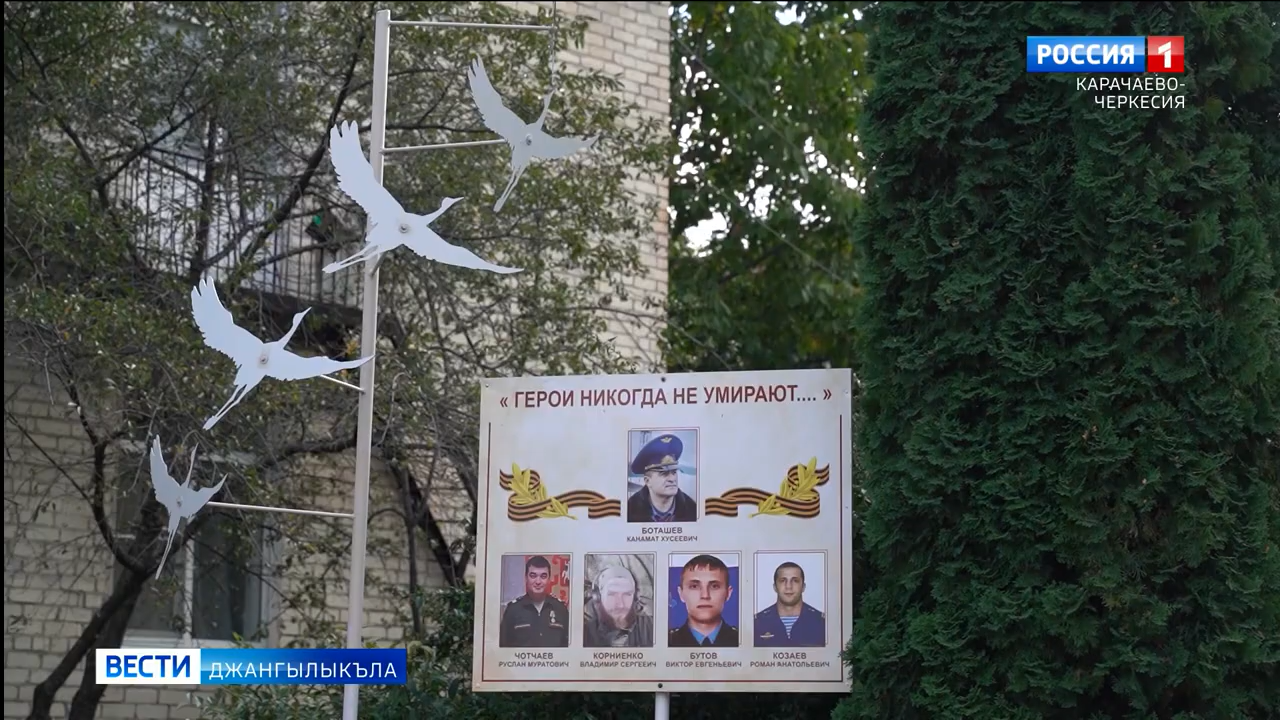 РОССИЯ 1
КАРАЧАЕВО-
ЧЕРКЕСИЯ
« ГЕРОИ НИКОГДА НЕ УМИРАЮТ.... »
БОТАШЕВ
КАНАМАТ ХУСЕЕВИЧ
ЧОТЧАЕВ
РУСЛАН МУРАТОВИЧ
КОРНИЕНКО
ВЛАДИМИР СЕРГЕЕИЧ
БУТОВ
ВИКТОР ЕВГЕНЬЕВИЧ
КОЗАЕВ
РОМАН АНАТОЛЬЕВИЧ
ВЕСТИ ДЖАНГЫЛЫКЪЛА